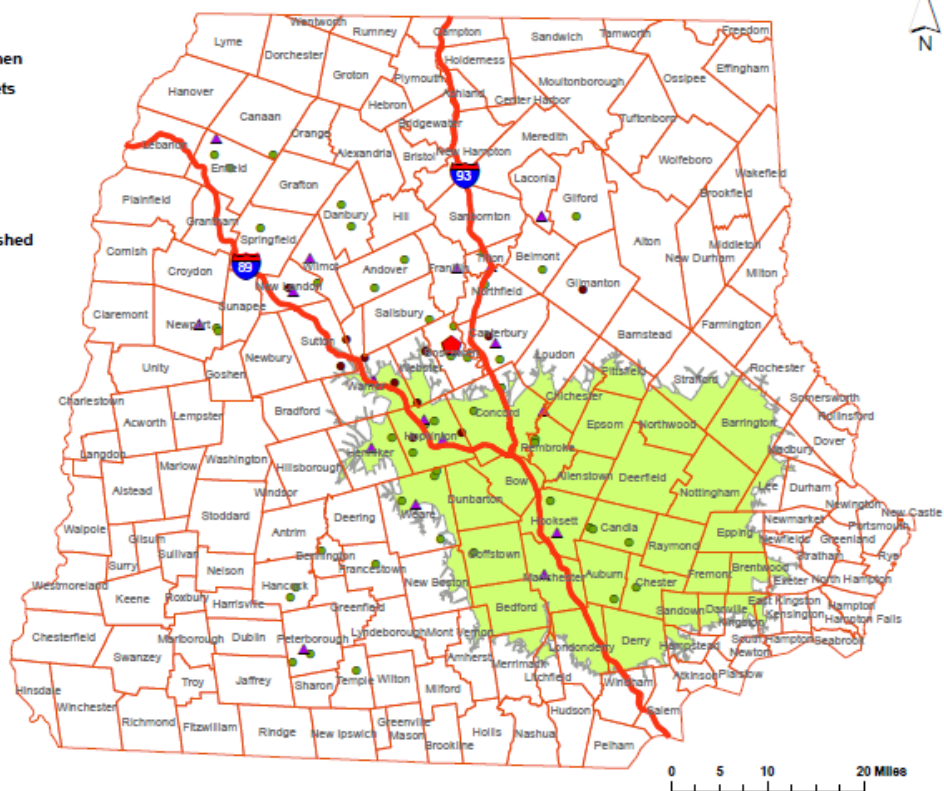 Wentworth
Rumney
Campton
Sandwich
Tamworth
Freedom
N
Lyme
Dorchester
Holderness
Effingham
Groton
Plymouth
Ashland
Moultonborough
Ossipee
Hanover
Hebron
Center Harbor
Canaan
Tuftonboro
Orange
Bridgewater
Meredith
Lebanon
Alexandria
Bristol
New Hampton
Wolfeboro
Enfield
Laconia
Wakefield
93
Grafton
Gilford
Brookfield
Plainfield
Danbury
Hill
Sanbornton
Grantham
Springfield
Alton
Middleton
Cornish
Wilmot
Andover
Franklin
Tilton
Belmont
New Durham
Croydon
89
Milton
New London
Northfield
Gilmanton
Claremont
Sunapee
Salisbury
Newport
Canterbury
Barnstead
Farmington
Sutton
Unity
Newbury
Webster
Loudon
Goshen
Pittsfield
Rochester
Warner
Strafford
Charlestown
Chichester
Somersworth
Acworth
Lempster
Bradford
Concord
Epsom
Northwood
Barrington
Rollinsford
Hopkinton
Dover
Langdon
Henniker
Pembroke
Madbury
Marlow
Washington
Hillsborough
Bow
Allenstown
Deerfield
Alstead
Windsor
Dunbarton
Nottingham
Lee
Durham
Stoddard
Deering
Weare
Newington
New Castle
Walpole
Antrim
Hooksett
Candia
Epping
Newmarket
Portsmouth
Gilsum
Newfields
Greenland
Surry
Sullivan
Bennington
Goffstown
Raymond
Stratham
Rye
Nelson
Francestown
Brentwood
Westmoreland
Hancock
New Boston
Manchester
Auburn
Chester
Fremont
Exeter
North Hampton
Keene
Roxbury
Harrisville
Greenfield
Bedford
Sandown
Danville
East Kingston
Hampton
Kensington
Kingston
Hampton Falls
Chesterfield
Marlborough
Dublin
Peterborough
Lyndeborough
Mont Vernon
Londonderry
Derry
Hampstead
South Hampton
Seabrook
Newton
Swanzey
Amherst
Merrimack
Hinsdale
Troy
Jaffrey
Sharon
Temple
Wilton
Milford
Litchfield
Windham
Atkinson
Plaistow
Winchester
Hudson
Salem
Richmond
Fitzwilliam
Rindge
New Ipswich
Greenville
Mason
Hollis
Nashua
Brookline
Pelham
0 5 10 20 Miles